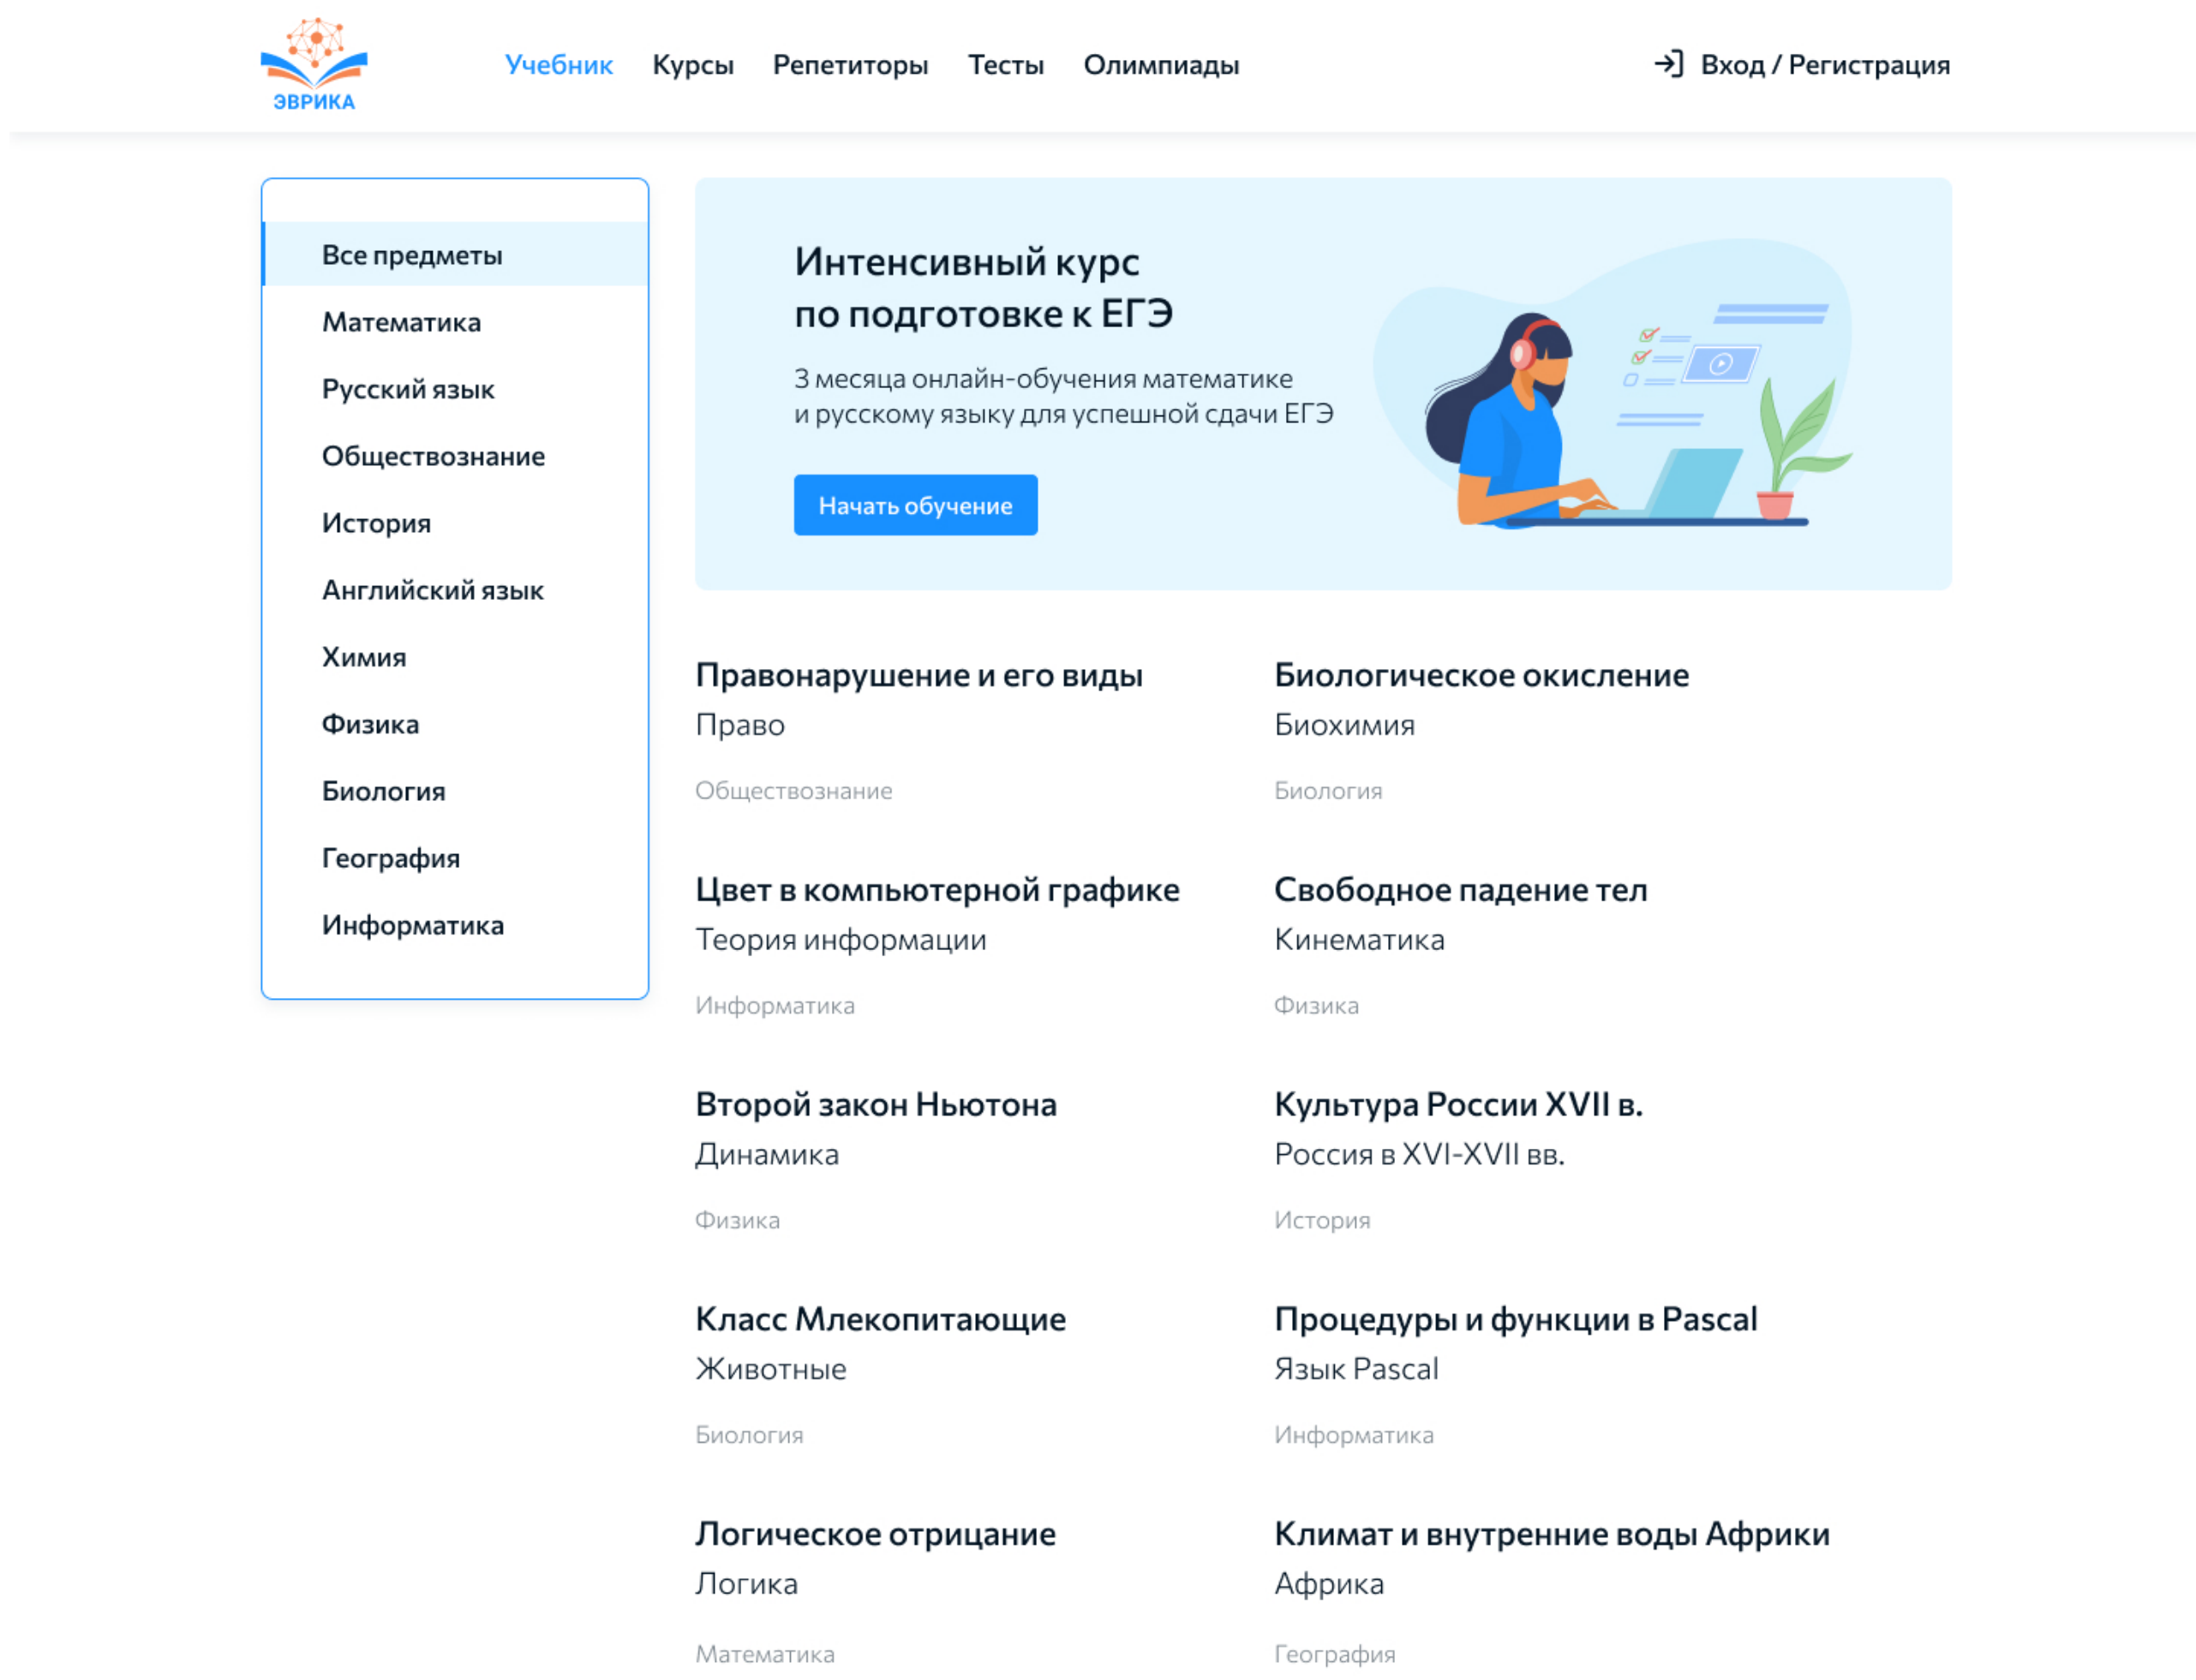 ЭВРИКА
Учебник
Курсы
Репетиторы
Тесты
Олимпиады
Вход / Регистрация
Все предметы
Математика
Русский язык
Обществознание
История
Английский язык
Химия
Физика
Биология
География
Информатика
Интенсивный курс
по подготовке к ЕГЭ
3 месяца онлайн-обучения математике
и русскому языку для успешной сдачи ЕГЭ
Начать обучение
Правонарушение и его виды
Право
Обществознание
Биологическое окисление
Биохимия
Биология
Цвет в компьютерной графике
Теория информации
Информатика
Свободное падение тел
Кинематика
Физика
Второй закон Ньютона
Динамика
Физика
Культура России XVII в.
Россия в XVI-XVII вв.
История
Класс Млекопитающие
Животные
Биология
Процедуры и функции в Pascal
Язык Pascal
Информатика
Логическое отрицание
Логика
Математика
Климат и внутренние воды Африки
Африка
География